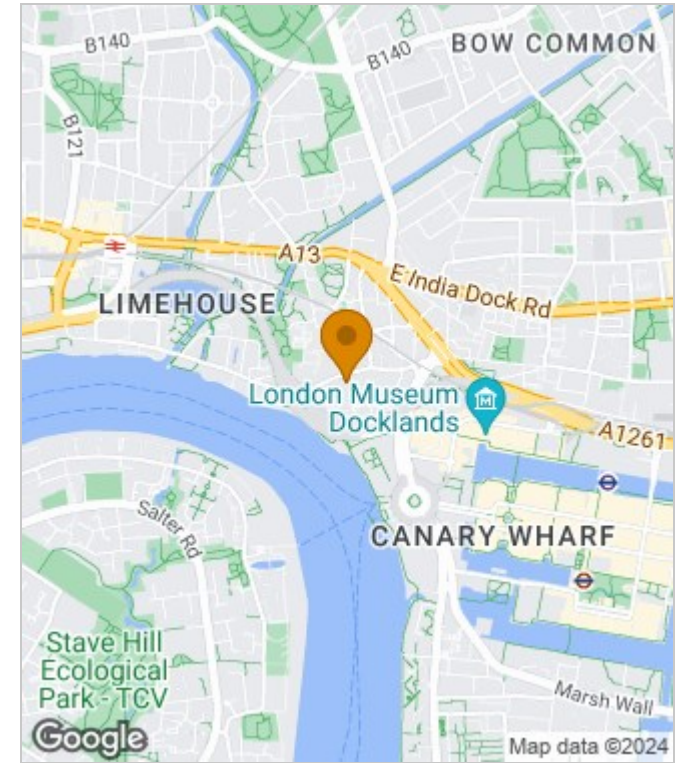 B140
BOW COMMON
B140
B121
A13
E India Dock Rd
LIMEHOUSE
London Museum
Docklands
A1261
Salter Rd
CANARY WHARF
Stave Hill
Ecological
Park - TCV
Marsh Wall
Google
Map data ©2024